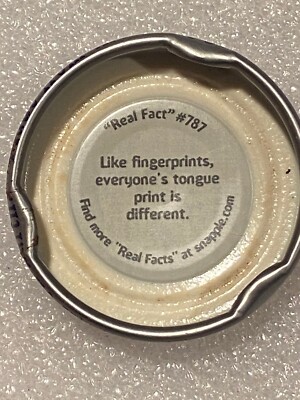 "Real Fact" #787
Like fingerprints,
everyone's tongue
print is
different.
Find more "Real Facts" at snapple.com